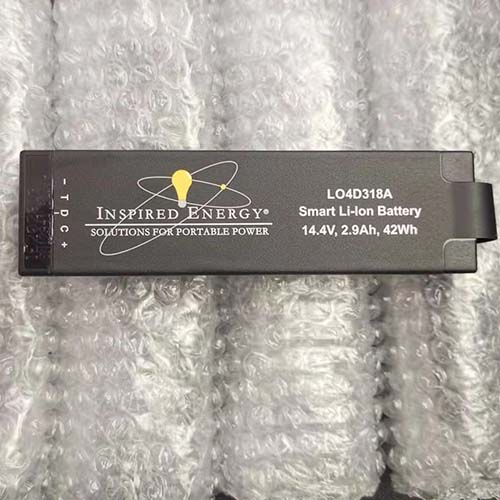 - T D C +
INSPIRED ENERGY®
SOLUTIONS FOR PORTABLE POWER
LO4D318A
Smart Li-Ion Battery
14.4V, 2.9Ah, 42Wh